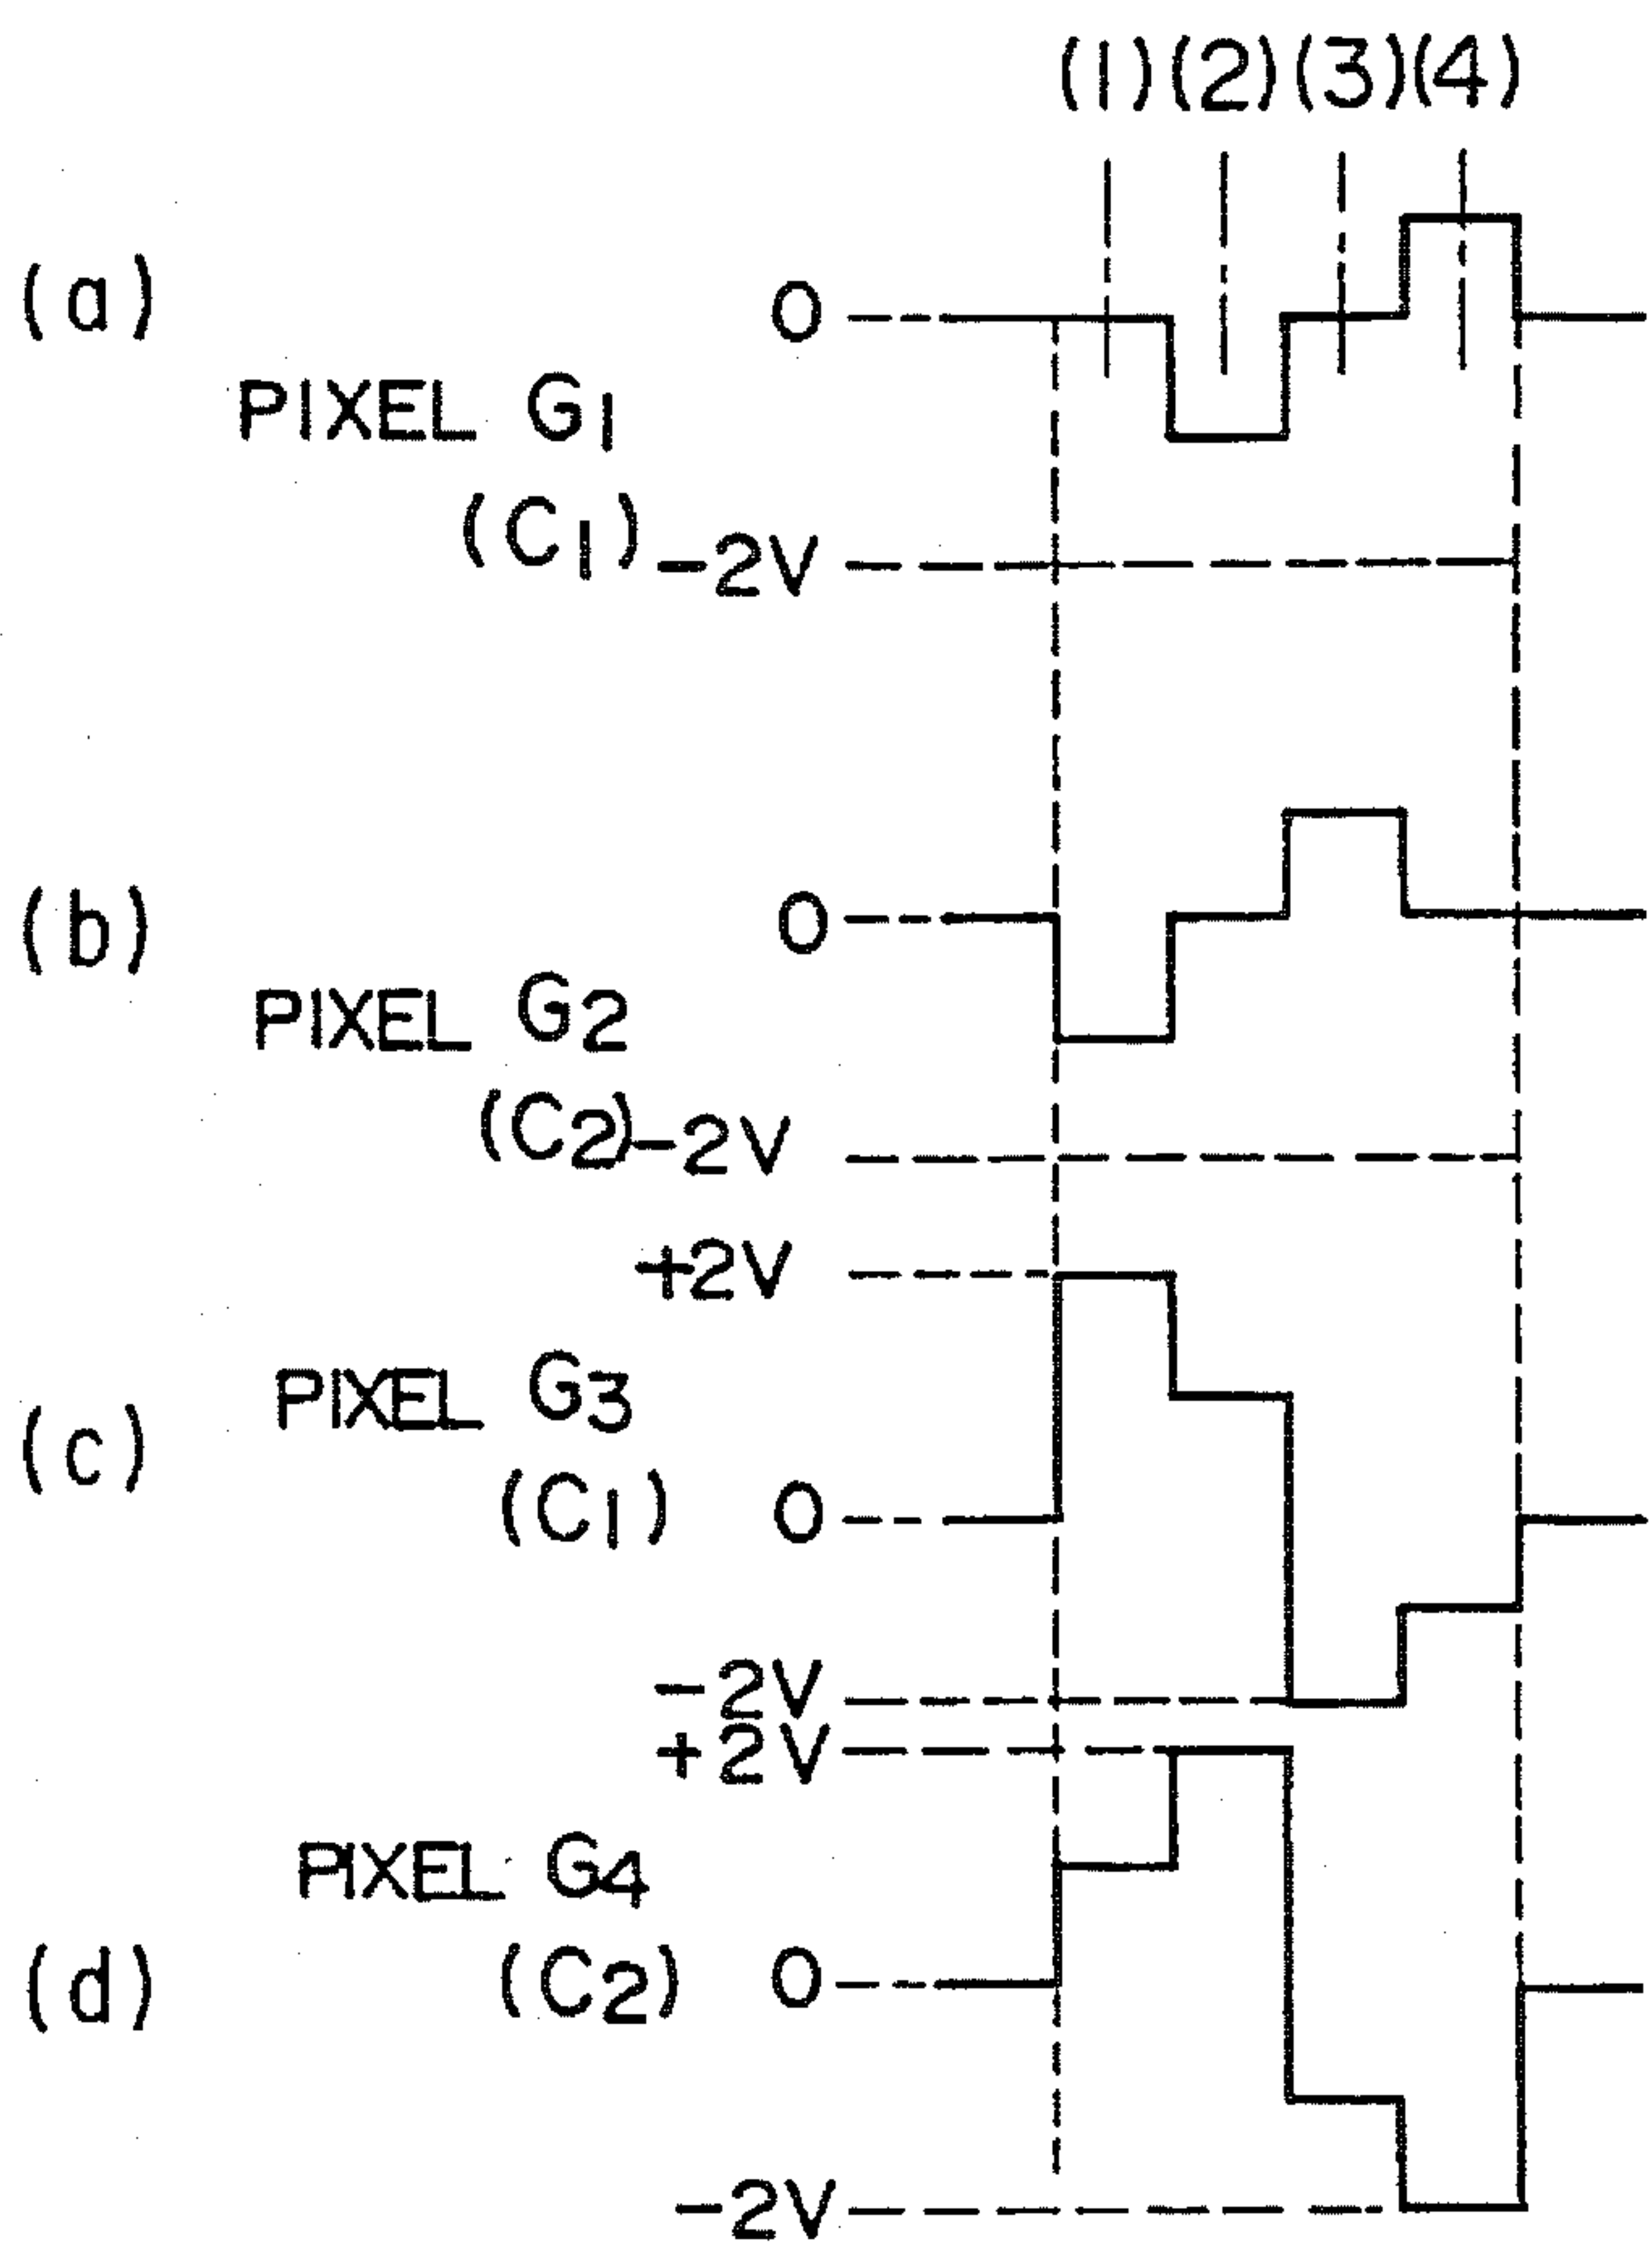 (1) (2) (3) (4)
(a)
0
PIXEL G1
(C1)
-2V
(b)
0
PIXEL G2
(C2)
-2V
+2V
PIXEL G3
(c)
(C1)
0
-2V
+2V
PIXEL G4
(d)
(C2)
0
-2V